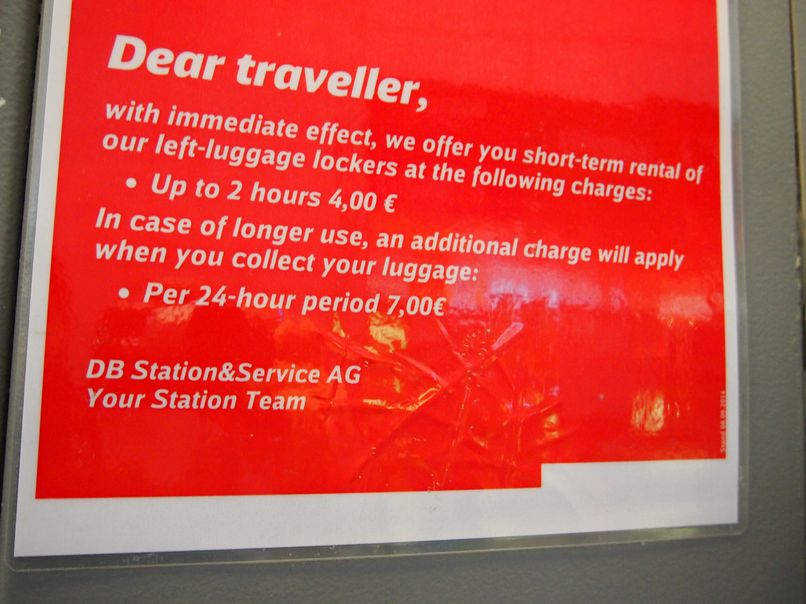 Dear traveller,
with immediate effect, we offer you short-term rental of
our left-luggage lockers at the following charges:
• Up to 2 hours 4,00 €
In case of longer use, an additional charge will apply
when you collect your luggage:
• Per 24-hour period 7,00€
DB Station&Service AG
Your Station Team